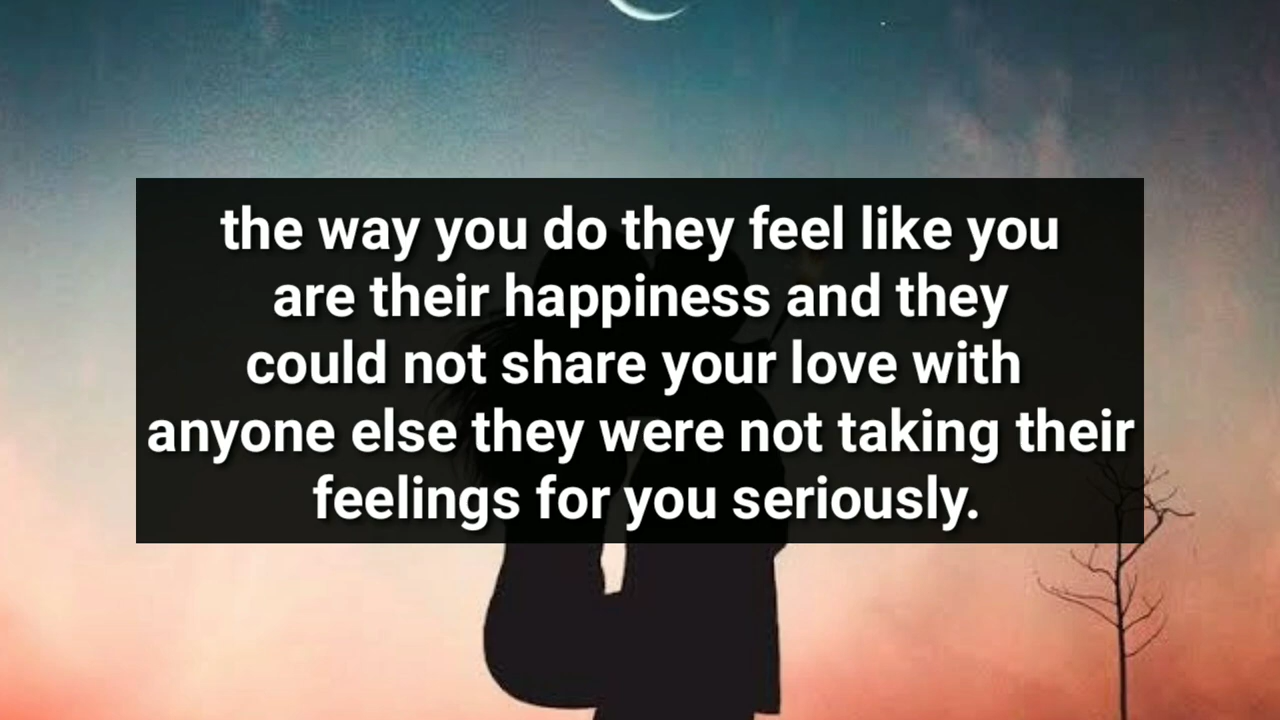 the way you do they feel like you
are their happiness and they
could not share your love with
anyone else they were not taking their
feelings for you seriously.